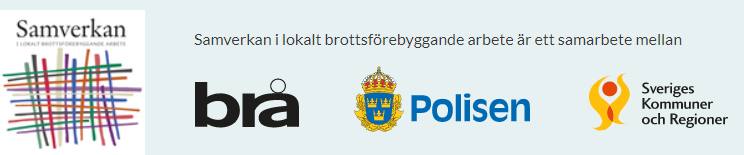 Samverkan
I LOKALT BROTTSFÖREBYGGANDE ARBETE
Samverkan i lokalt brottsförebyggande arbete är ett samarbete mellan
brå
Polisen
Sveriges
Kommuner
och Regioner